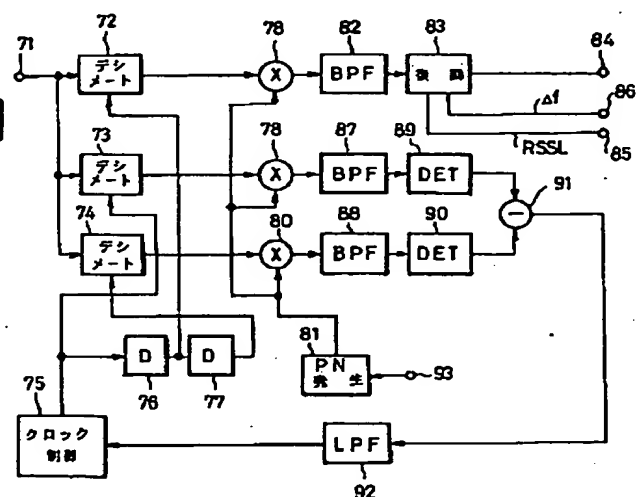 71
72
デシ
メート
78
X
82
BPF
83
復調
84
Δf
86
RSSL
85
73
デシ
メート
78
X
87
BPF
89
DET
91
−
74
デシ
メート
80
X
88
BPF
90
DET
D
76
D
77
81
PN
発生
93
75
クロック
制御
LPF
92